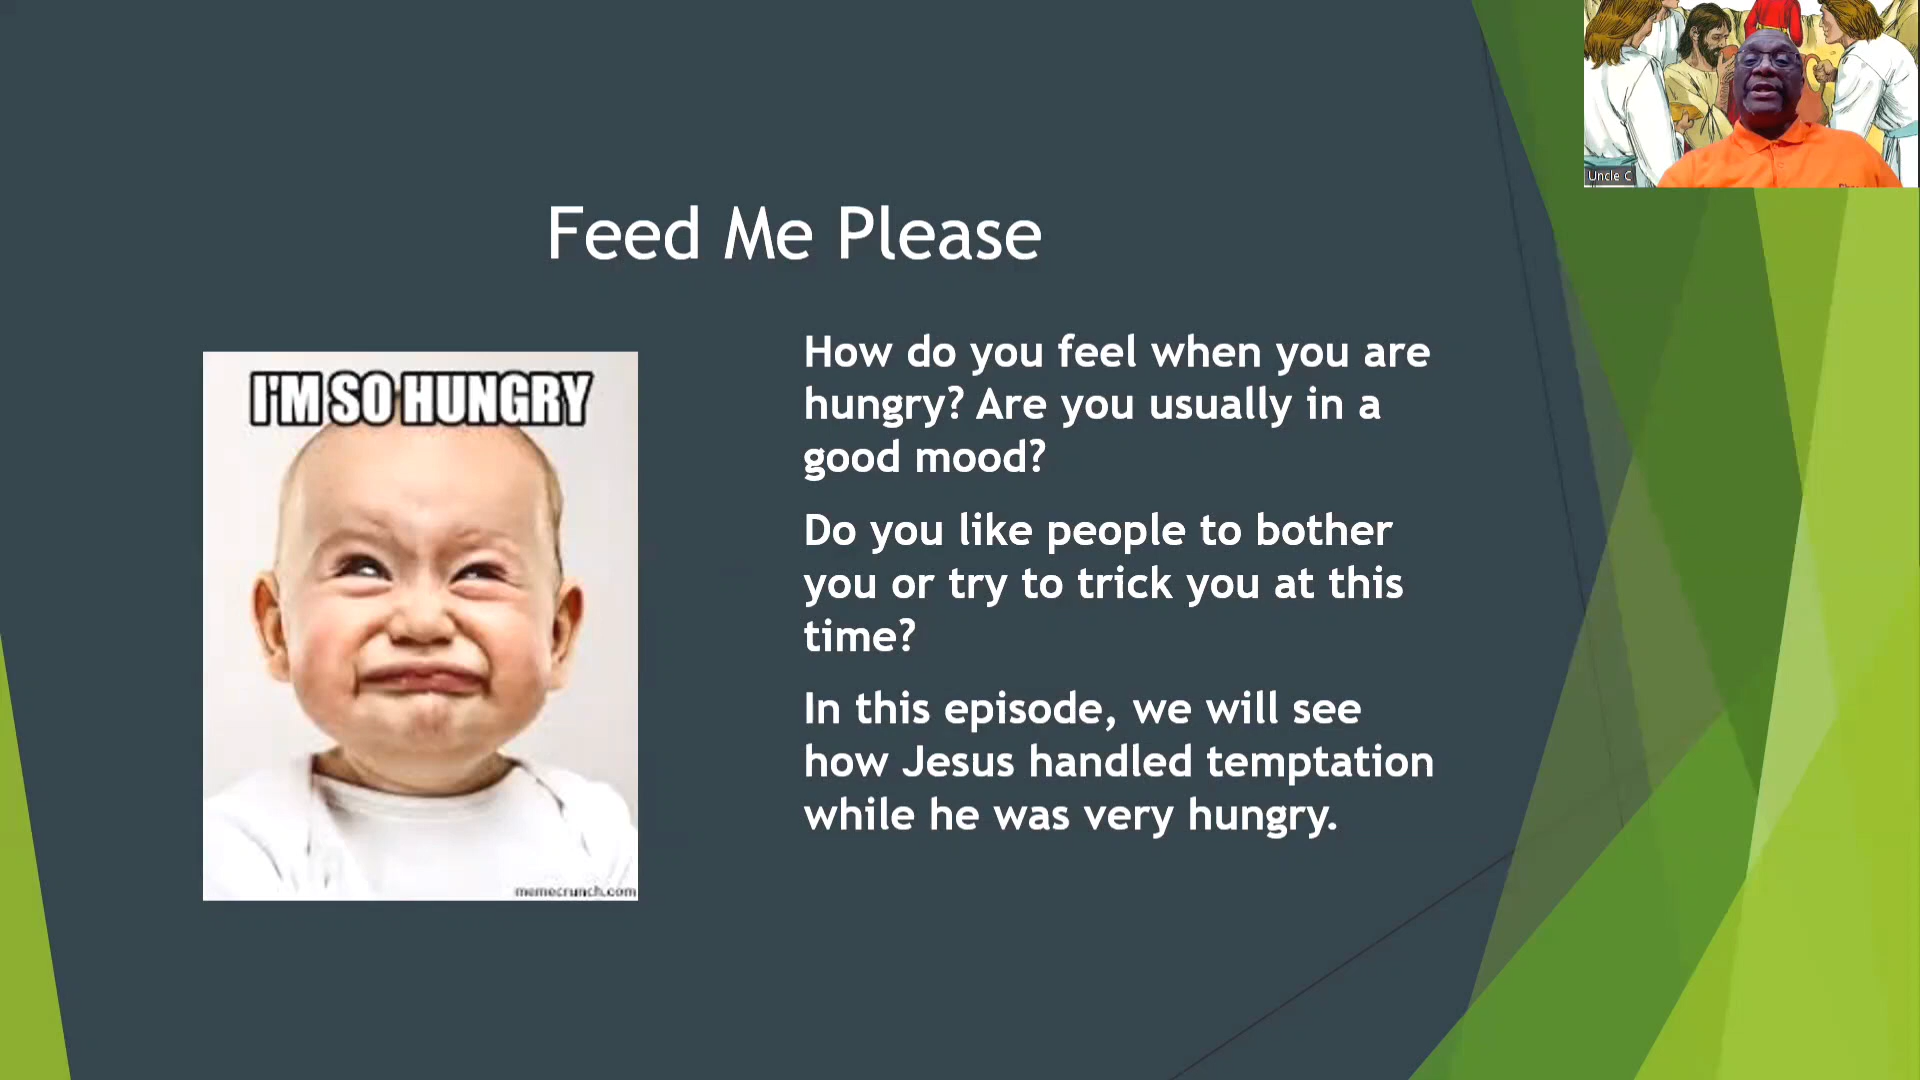 Uncle C
Feed Me Please
I'M SO HUNGRY
memecrunch.com
How do you feel when you are
hungry? Are you usually in a
good mood?
Do you like people to bother
you or try to trick you at this
time?
In this episode, we will see
how Jesus handled temptation
while he was very hungry.